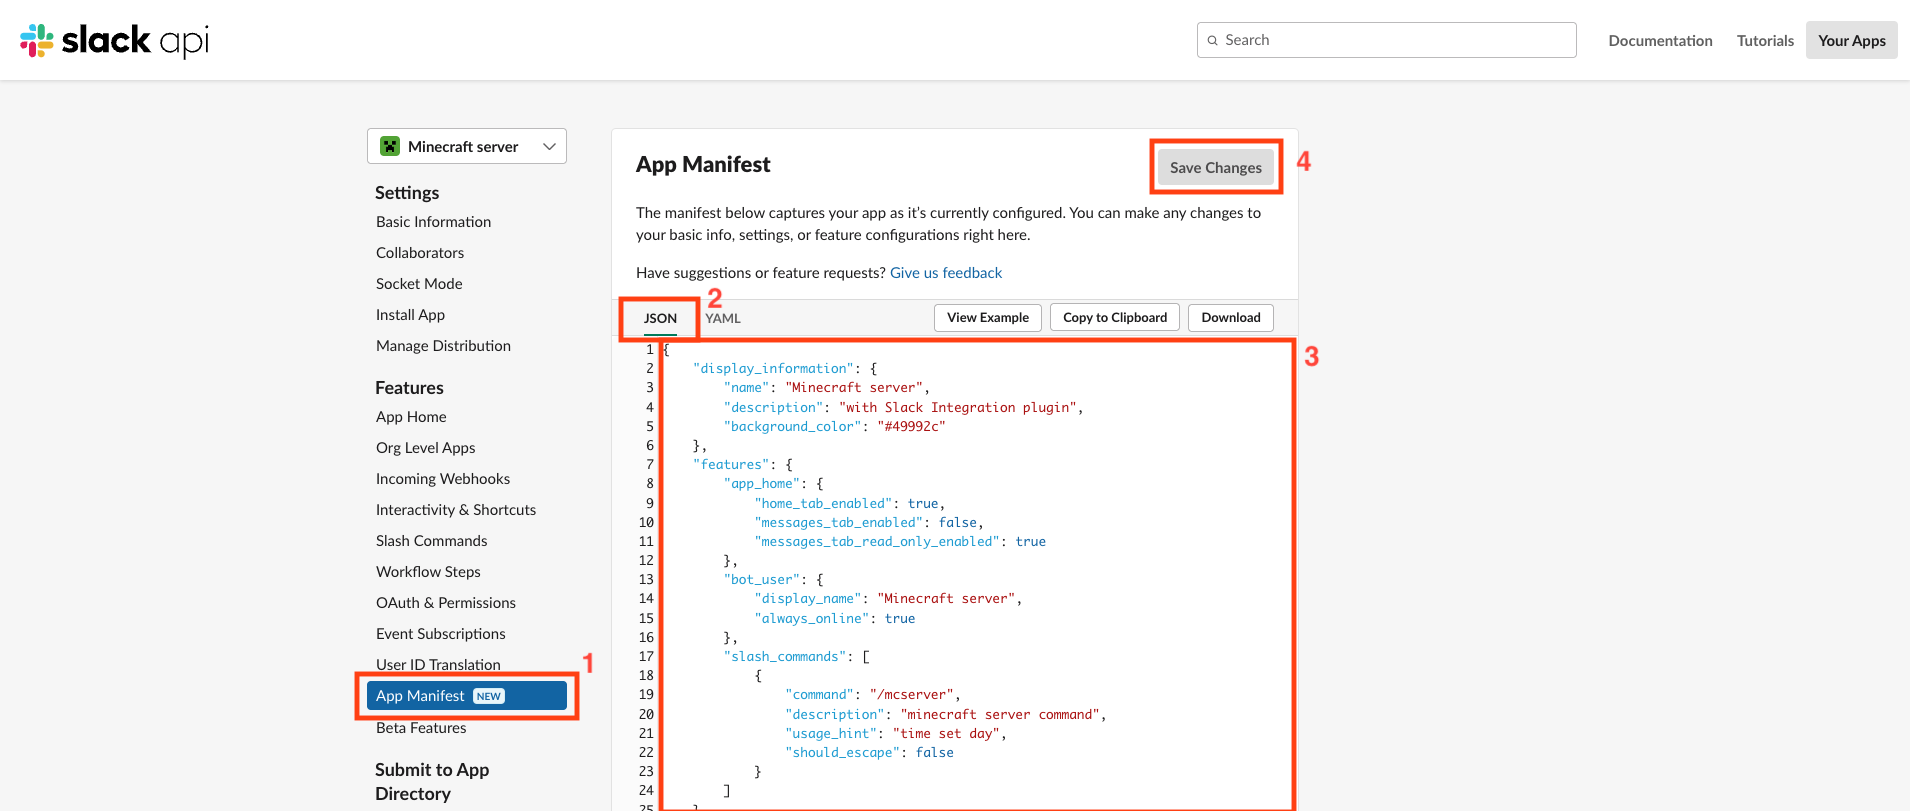 slack api
Search
Documentation
Tutorials
Your Apps
Minecraft server
Settings
Basic Information
Collaborators
Socket Mode
Install App
Manage Distribution
Features
App Home
Org Level Apps
Incoming Webhooks
Interactivity & Shortcuts
Slash Commands
Workflow Steps
OAuth & Permissions
Event Subscriptions
User ID Translation
1
App Manifest NEW
Beta Features
Submit to App
Directory
App Manifest
Save Changes
4
The manifest below captures your app as it’s currently configured. You can make any changes to
your basic info, settings, or feature configurations right here.
Have suggestions or feature requests? Give us feedback
2
JSON YAML
View Example
Copy to Clipboard
Download
3
1 {
2 "display_information": {
3 "name": "Minecraft server",
4 "description": "with Slack Integration plugin",
5 "background_color": "#49992c"
6 },
7 "features": {
8 "app_home": {
9 "home_tab_enabled": true,
10 "messages_tab_enabled": false,
11 "messages_tab_read_only_enabled": true
12 },
13 "bot_user": {
14 "display_name": "Minecraft server",
15 "always_online": true
16 },
17 "slash_commands": [
18 {
19 "command": "/mcserver",
20 "description": "minecraft server command",
21 "usage_hint": "time set day",
22 "should_escape": false
23 }
24 ]
25 }